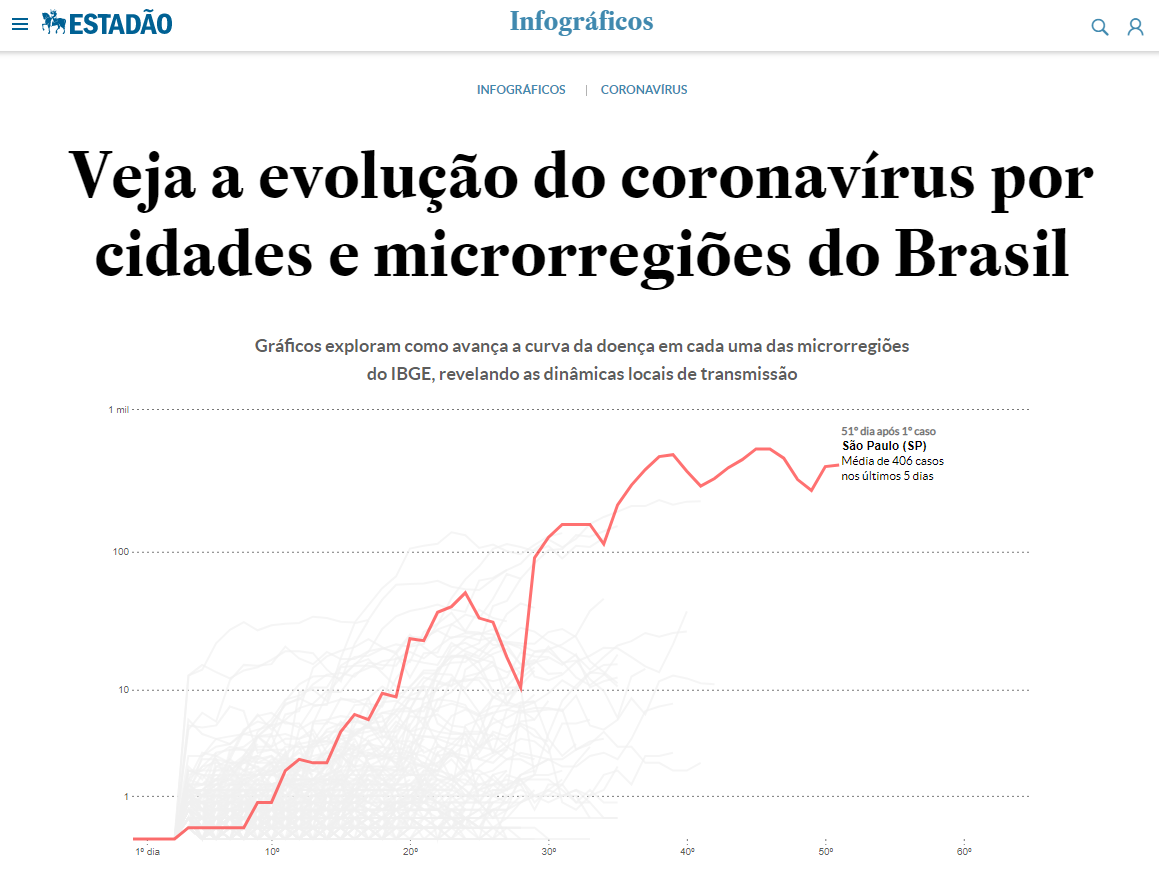 ESTADÃO
Infográficos
INFOGRÁFICOS | CORONAVÍRUS
Veja a evolução do coronavírus por
cidades e microrregiões do Brasil
Gráficos exploram como avança a curva da doença em cada uma das microrregiões
do IBGE, revelando as dinâmicas locais de transmissão
1 mil
51º dia após 1º caso
São Paulo (SP)
Média de 406 casos
nos últimos 5 dias
100
10
1
1º dia 10º 20º 30º 40º 50º 60º